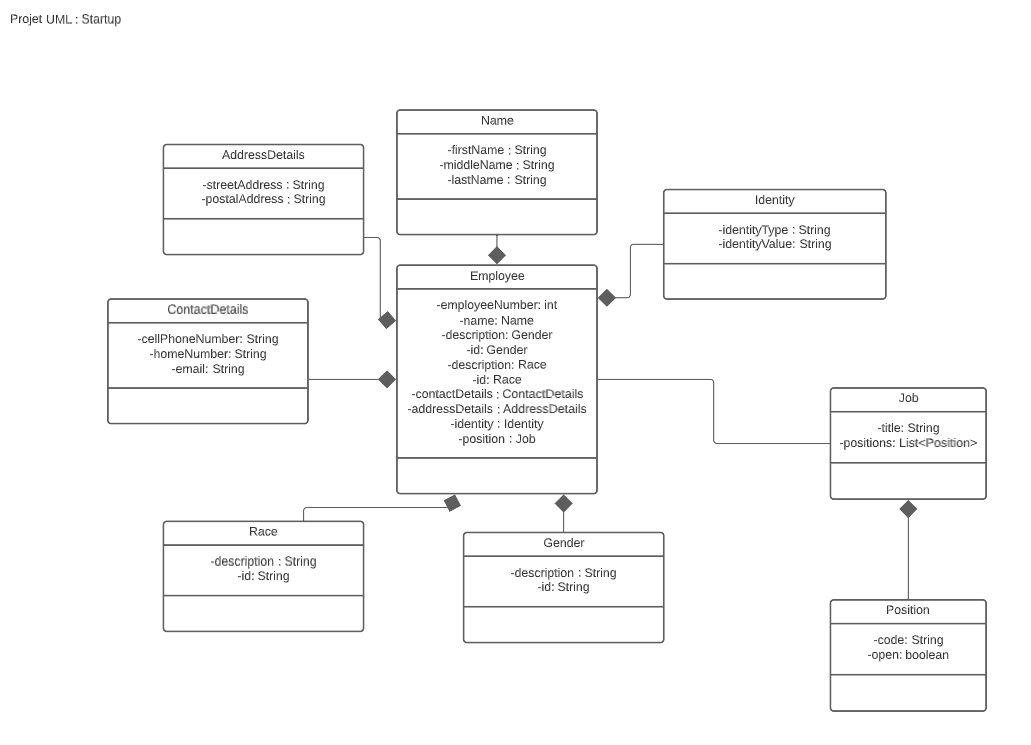 Projet UML : Startup
Name
-firstName : String
-middleName : String
-lastName : String
AddressDetails
-streetAddress : String
-postalAddress : String
Identity
-identityType : String
-identityValue: String
Employee
-employeeNumber: int
-name: Name
-description: Gender
-id: Gender
-description: Race
-id: Race
-contactDetails : ContactDetails
-addressDetails : AddressDetails
-identity : Identity
-position : Job
ContactDetails
-cellPhoneNumber: String
-homeNumber: String
-email: String
Job
-title: String
-positions: List<Position>
Race
-description : String
-id: String
Gender
-description : String
-id: String
Position
-code: String
-open: boolean